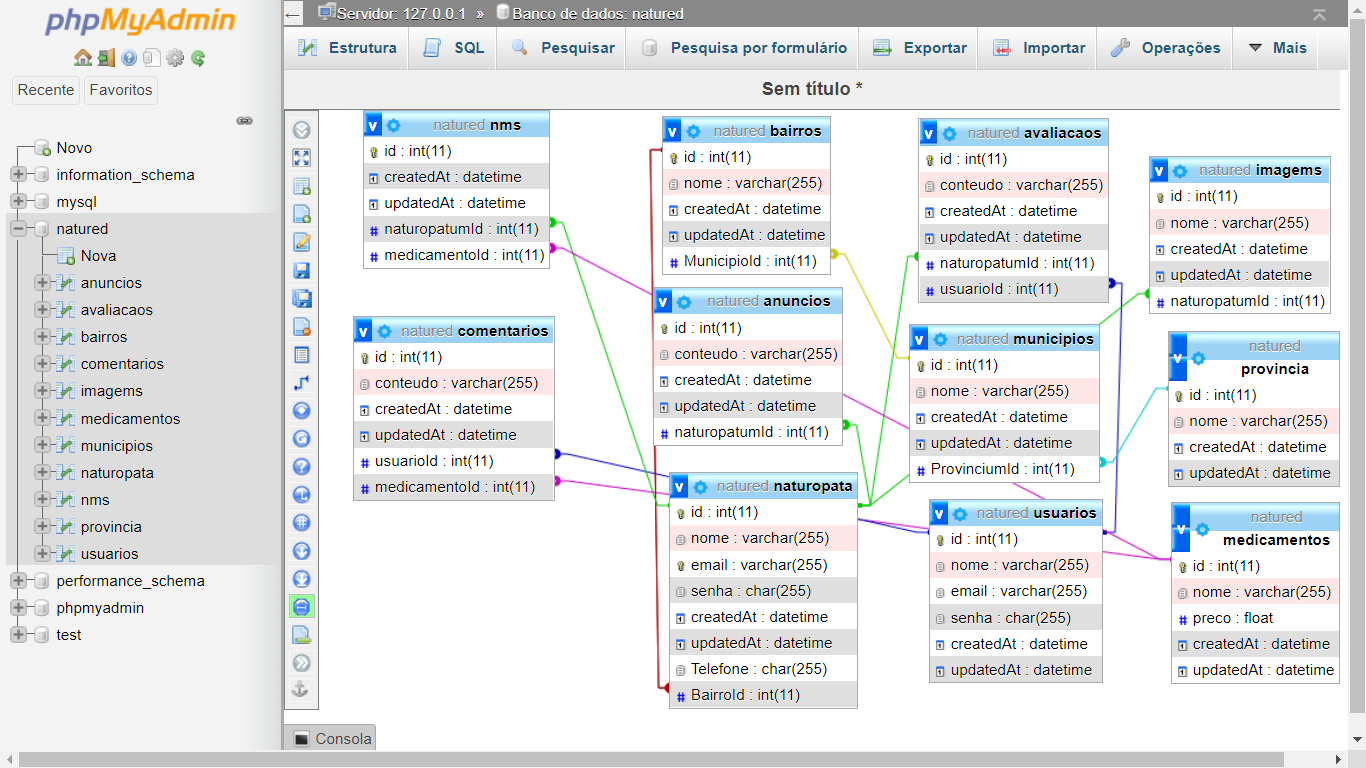 phpMyAdmin
Recente
Favoritos
Novo
information_schema
mysql
natured
Nova
anuncios
avaliacaos
bairros
comentarios
imagems
medicamentos
municipios
naturopata
nms
provincia
usuarios
performance_schema
phpmyadmin
test
Servidor: 127.0.0.1 » Banco de dados: natured
Estrutura
SQL
Pesquisar
Pesquisa por formulário
Exportar
Importar
Operações
Mais
Sem título *
v natured nms
id : int(11)
createdAt : datetime
updatedAt : datetime
# naturopatumId : int(11)
# medicamentoId : int(11)
v natured comentarios
id : int(11)
conteudo : varchar(255)
createdAt : datetime
updatedAt : datetime
# usuarioId : int(11)
# medicamentoId : int(11)
v natured bairros
id : int(11)
nome : varchar(255)
createdAt : datetime
updatedAt : datetime
# MunicipioId : int(11)
v natured anuncios
id : int(11)
conteudo : varchar(255)
createdAt : datetime
updatedAt : datetime
# naturopatumId : int(11)
v natured naturopata
id : int(11)
nome : varchar(255)
email : varchar(255)
senha : char(255)
createdAt : datetime
updatedAt : datetime
Telefone : char(255)
# BairroId : int(11)
v natured avaliacaos
id : int(11)
conteudo : varchar(255)
createdAt : datetime
updatedAt : datetime
# naturopatumId : int(11)
# usuarioId : int(11)
v natured municipios
id : int(11)
nome : varchar(255)
createdAt : datetime
updatedAt : datetime
# ProvinciumId : int(11)
v natured usuarios
id : int(11)
nome : varchar(255)
email : varchar(255)
senha : char(255)
createdAt : datetime
updatedAt : datetime
v natured imagems
id : int(11)
nome : varchar(255)
createdAt : datetime
updatedAt : datetime
# naturopatumId : int(11)
v natured
provincia
id : int(11)
nome : varchar(255)
createdAt : datetime
updatedAt : datetime
v natured
medicamentos
id : int(11)
nome : varchar(255)
# preco : float
createdAt : datetime
updatedAt : datetime
Consola